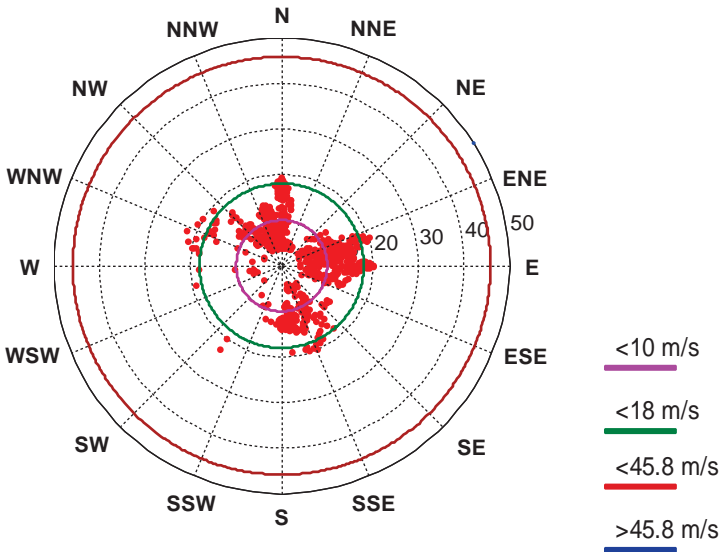 N
NNW
NNE
NW
NE
WNW
ENE
20 30 40 50
W
E
WSW
ESE
SW
SE
SSW
SSE
S
<10 m/s
<18 m/s
<45.8 m/s
>45.8 m/s